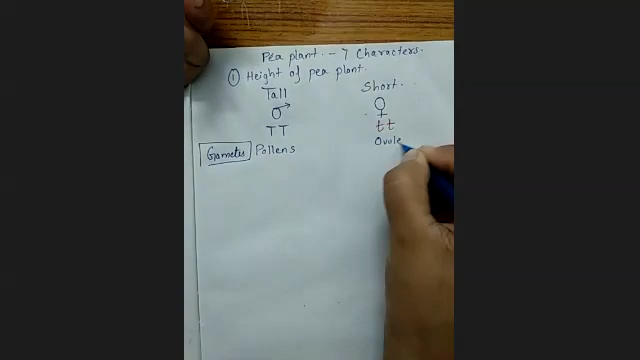 Pea plant. - 7 Characters.
① Height of pea plant.
Tall Short.
♂ ♀
TT tt
Gametes Pollens Ovule